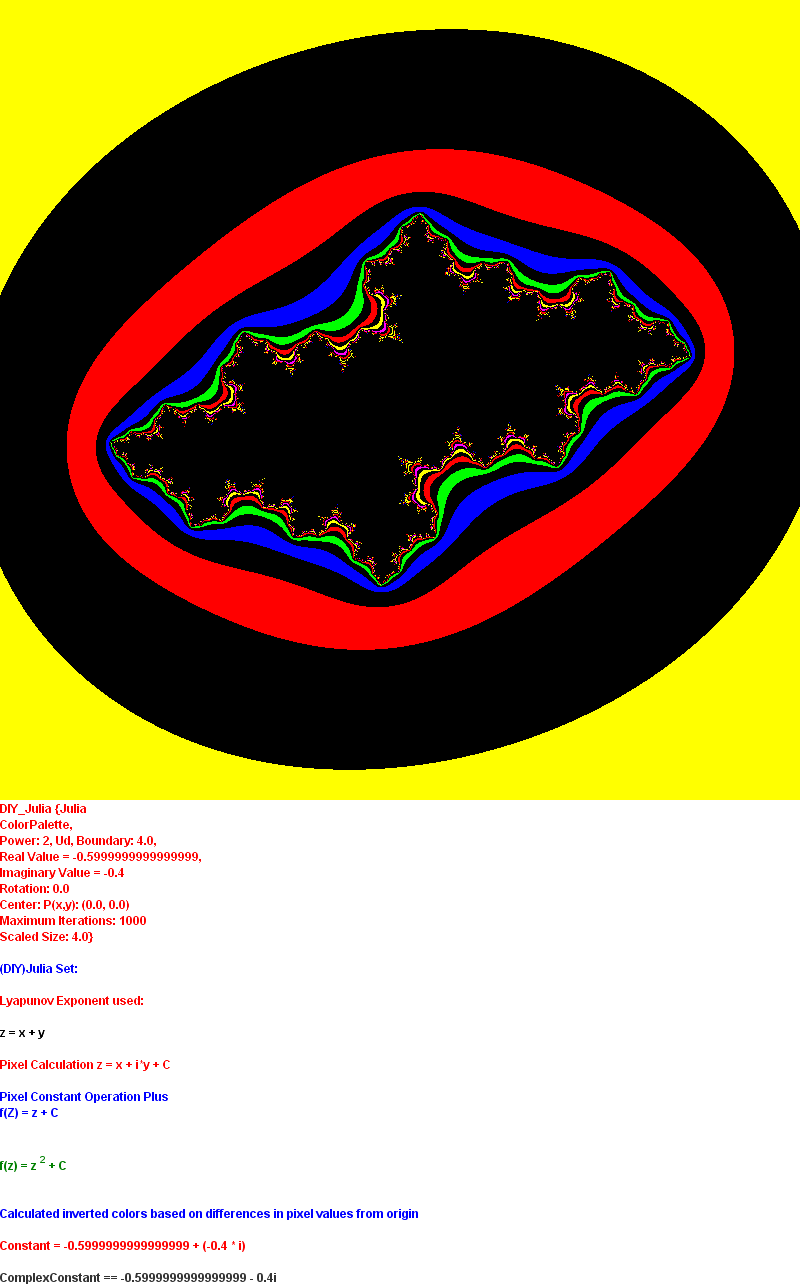 DIY_Julia {Julia
ColorPalette,
Power: 2, Ud, Boundary: 4.0,
Real Value = -0.5999999999999999,
Imaginary Value = -0.4
Rotation: 0.0
Center: P(x,y): (0.0, 0.0)
Maximum Iterations: 1000
Scaled Size: 4.0}
(DIY)Julia Set:
Lyapunov Exponent used:
z = x + y
Pixel Calculation z = x + i*y + C
Pixel Constant Operation Plus
f(Z) = z + C
f(z) = z ² + C
Calculated inverted colors based on differences in pixel values from origin
Constant = -0.5999999999999999 + (-0.4 * i)
ComplexConstant == -0.5999999999999999 - 0.4i